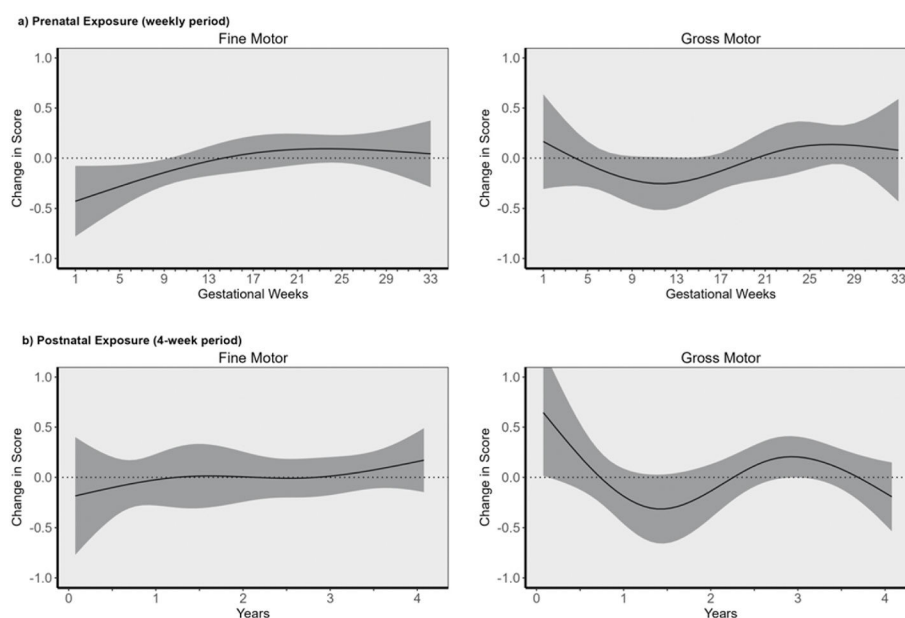 a) Prenatal Exposure (weekly period)
Fine Motor
Gross Motor
1.0
0.5
0.0
-0.5
-1.0
Change in Score
1 5 9 13 17 21 25 29 33
Gestational Weeks
1.0
0.5
0.0
-0.5
-1.0
Change in Score
1 5 9 13 17 21 25 29 33
Gestational Weeks
b) Postnatal Exposure (4-week period)
Fine Motor
Gross Motor
1.0
0.5
0.0
-0.5
-1.0
Change in Score
0 1 2 3 4
Years
1.0
0.5
0.0
-0.5
-1.0
Change in Score
0 1 2 3 4
Years